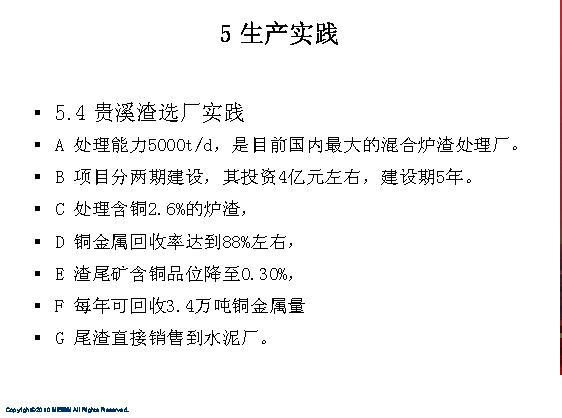 5 生产实践
▪ 5.4 贵溪渣选厂实践
▪ A 处理能力5000t/d，是目前国内最大的混合炉渣处理厂。
▪ B 项目分两期建设，其投资4亿元左右，建设期5年。
▪ C 处理含铜2.6%的炉渣，
▪ D 铜金属回收率达到88%左右，
▪ E 渣尾矿含铜品位降至0.30%，
▪ F 每年可回收3.4万吨铜金属量
▪ G 尾渣直接销售到水泥厂。
All Rights Reserved.